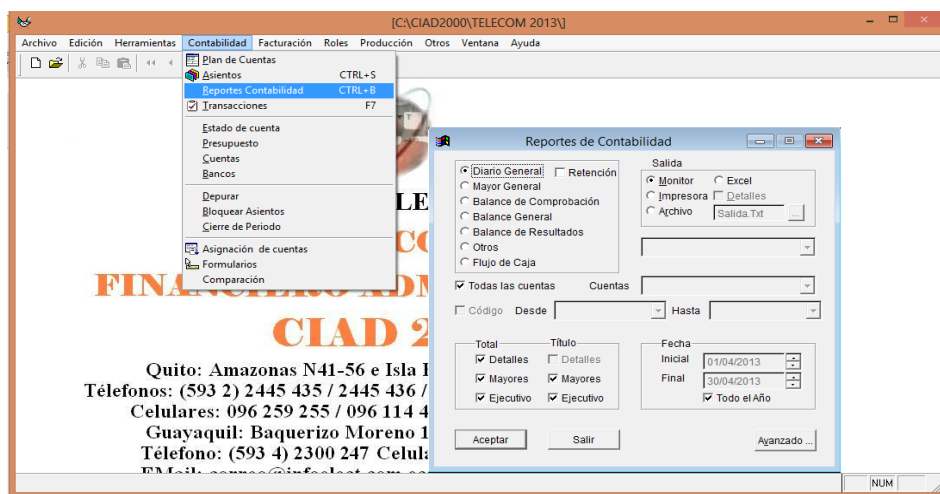 [C:\CIAD2000\TELECOM 2013\]
Archivo Edición Herramientas Contabilidad Facturación Roles Producción Otros Ventana Ayuda
Plan de Cuentas
Asientos CTRL+S
Reportes Contabilidad CTRL+B
Transacciones F7
Estado de cuenta
Presupuesto
Cuentas
Bancos
Depurar
Bloquear Asientos
Cierre de Periodo
Asignación de cuentas
Formularios
Comparación
CIAD 2
Quito: Amazonas N41-56 e Isla
Télefonos: (593 2) 2445 435 / 2445 436 /
Celulares: 096 259 255 / 096 114 4
Guayaquil: Baquerizo Moreno 1
Télefono: (593 4) 2300 247 Celul
Reportes de Contabilidad
Diario General Retención
Mayor General
Balance de Comprobación
Balance General
Balance de Resultados
Otros
Flujo de Caja
Salida
Monitor Excel
Impresora Detalles
Archivo Salida.Txt ...
Todas las cuentas Cuentas
Código Desde Hasta
Total Título
Detalles Detalles
Mayores Mayores
Ejecutivo Ejecutivo
Fecha
Inicial 01/04/2013
Final 30/04/2013
Todo el Año
Aceptar Salir Avanzado ...
NUM